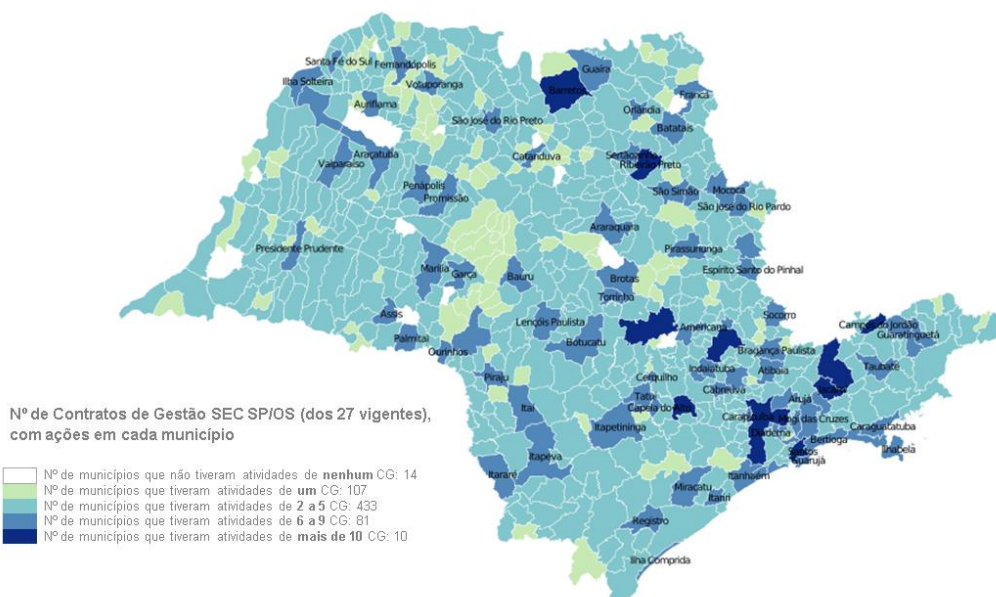 Santa Fé do Sul
Fernandópolis
Ilha Solteira
Votuporanga
Auriflama
São José do Rio Preto
Guaíra
Barretos
Orlândia
Franca
Batatais
Catanduva
Sertãozinho
Ribeirão Preto
Araçatuba
Valparaíso
Penápolis
Promissão
São Simão
Mococa
São José do Rio Pardo
Araraquara
Pirassununga
Presidente Prudente
Marília
Garça
Bauru
Brotas
Espírito Santo do Pinhal
Torrinha
Assis
Palmital
Lençóis Paulista
Botucatu
Americana
Socorro
Campos do Jordão
Guaratinguetá
Ourinhos
Bragança Paulista
Piraju
Cerquilho
Indaiatuba
Atibaia
Taubaté
Tatuí
Cabreúva
Jacareí
Itaí
Capela do Alto
Arujá
Carapicuíba
Mogi das Cruzes
Itapetininga
Diadema
Caraguatatuba
Bertioga
Santos
Guarujá
Ilhabela
Itapeva
Itararé
Itanhaém
Miracatu
Itariri
Registro
Ilha Comprida
Nº de Contratos de Gestão SEC SP/OS (dos 27 vigentes),
com ações em cada município
Nº de municípios que não tiveram atividades de nenhum CG: 14
Nº de municípios que tiveram atividades de um CG: 107
Nº de municípios que tiveram atividades de 2 a 5 CG: 433
Nº de municípios que tiveram atividades de 6 a 9 CG: 81
Nº de municípios que tiveram atividades de mais de 10 CG: 10